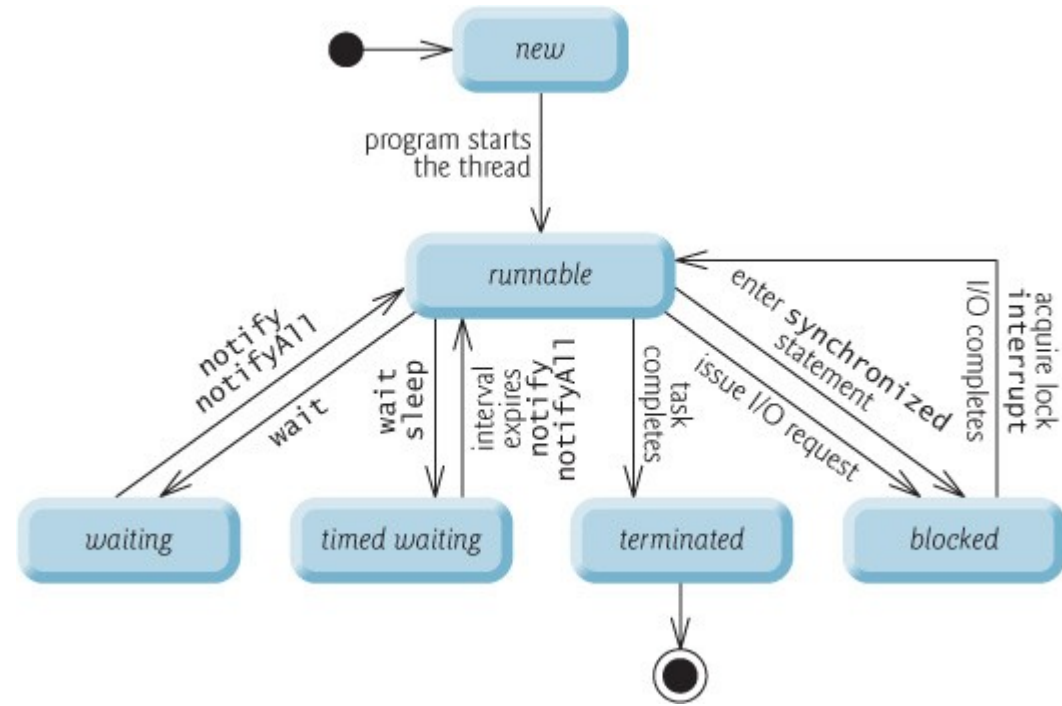 new
program starts
the thread
runnable
notify
notifyAll
wait
wait
sleep
interval
expires
notify
notifyAll
task
completes
issue I/O request
enter synchronized
statement
acquire lock
interrupt
I/O completes
waiting
timed waiting
terminated
blocked